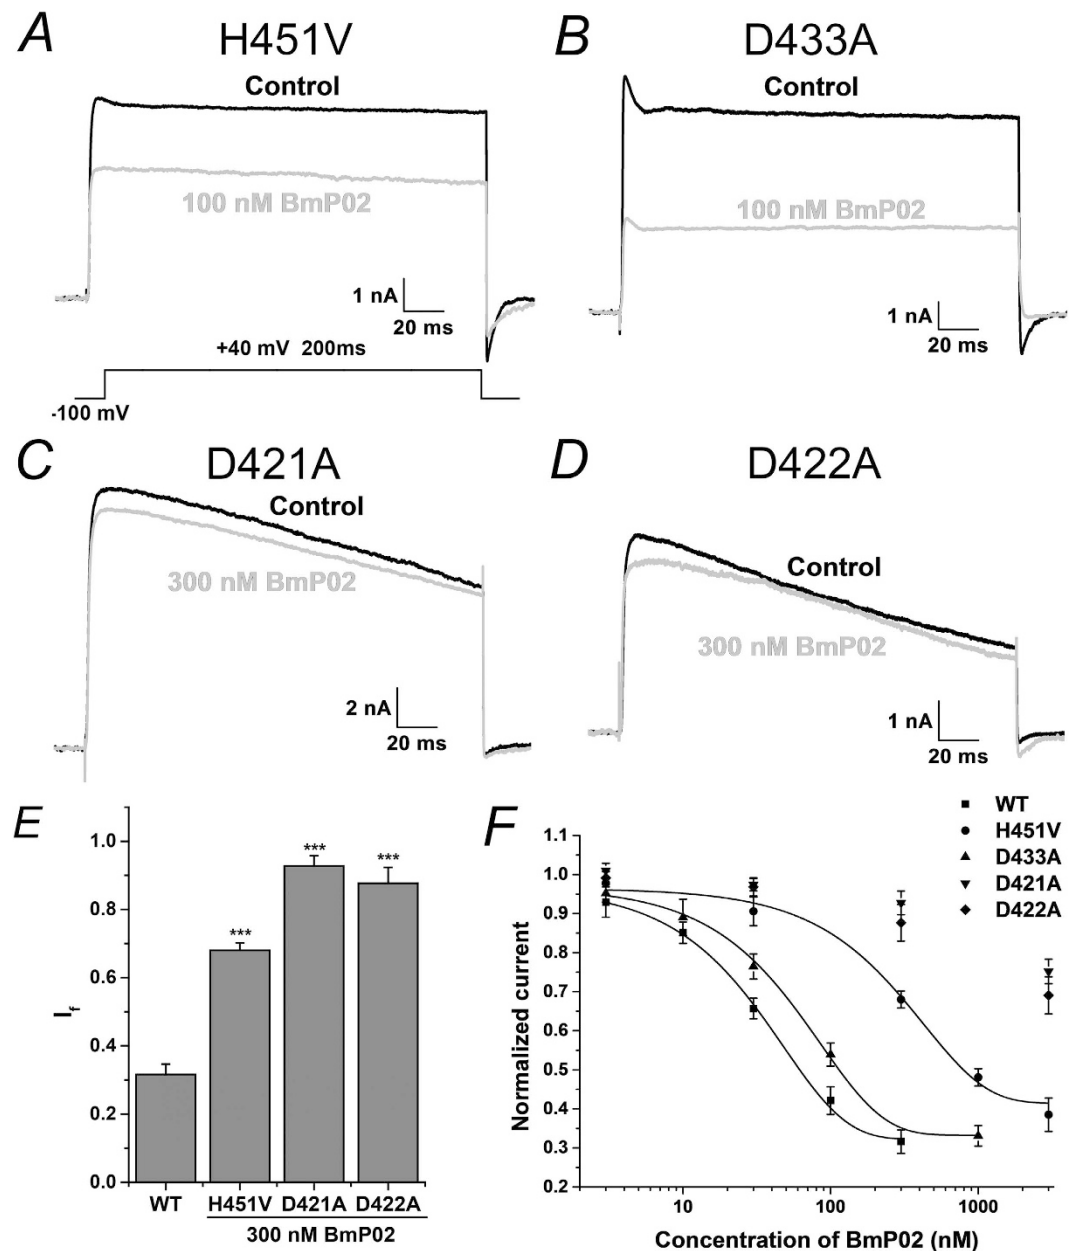 A
H451V
Control
100 nM BmP02
1 nA
20 ms
+40 mV 200ms
-100 mV
B
D433A
Control
100 nM BmP02
1 nA
20 ms
C
D421A
Control
300 nM BmP02
2 nA
20 ms
D
D422A
Control
300 nM BmP02
1 nA
20 ms
E
If
1.0
0.8
0.6
0.4
0.2
0.0
***
***
***
WT H451V D421A D422A
300 nM BmP02
F
WT
H451V
D433A
D421A
D422A
Normalized current
1.1
1.0
0.9
0.8
0.7
0.6
0.5
0.4
0.3
0.2
10 100 1000
Concentration of BmP02 (nM)